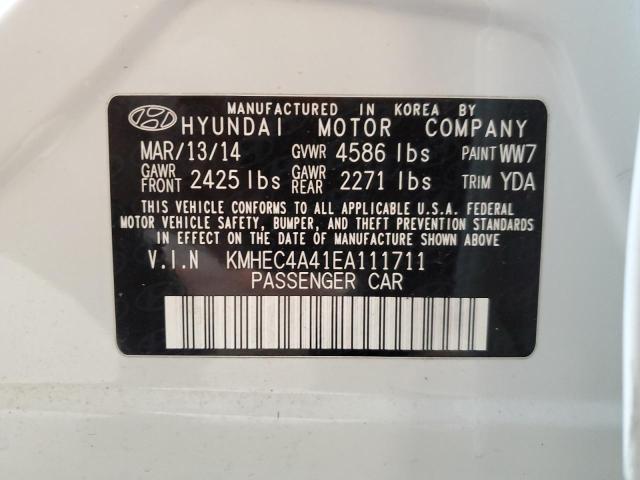 MANUFACTURED IN KOREA BY
HYUNDAI MOTOR COMPANY
MAR/13/14 GVWR 4586 lbs PAINT WW7
GAWR FRONT 2425 lbs GAWR REAR 2271 lbs TRIM YDA
THIS VEHICLE CONFORMS TO ALL APPLICABLE U.S.A. FEDERAL
MOTOR VEHICLE SAFETY, BUMPER, AND THEFT PREVENTION STANDARDS
IN EFFECT ON THE DATE OF MANUFACTURE SHOWN ABOVE
V.I.N KMHEC4A41EA111711
PASSENGER CAR